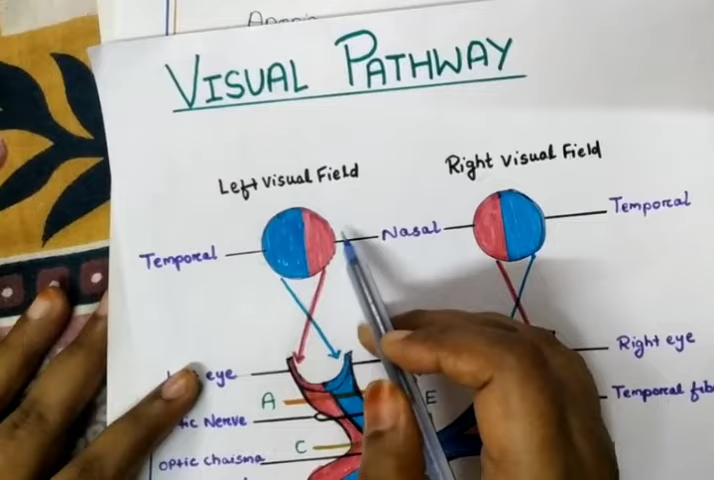 VISUAL PATHWAY
Left Visual Field
Right Visual Field
Temporal
Nasal
Temporal
eye
Right eye
A
E
Temporal
Nerve
C
optic chaisma